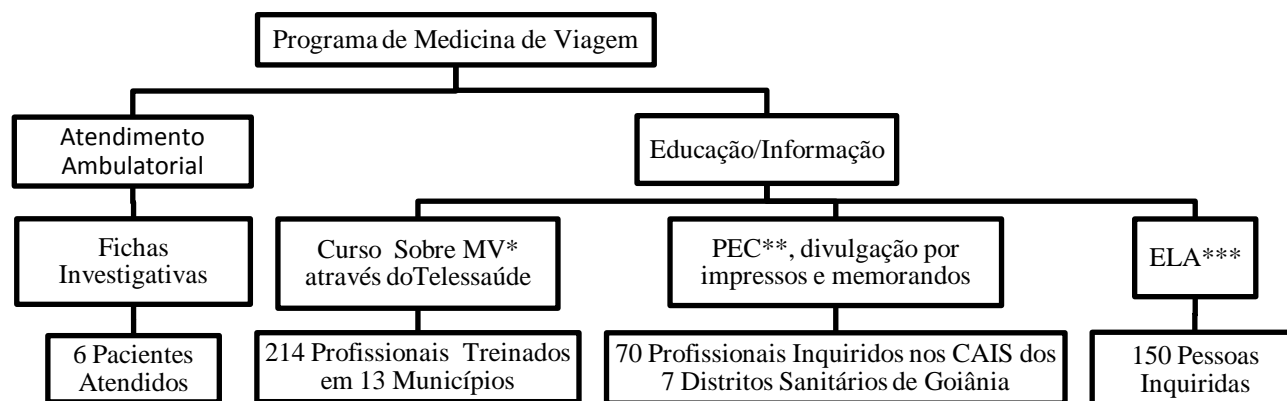 Programa de Medicina de Viagem
Atendimento
Ambulatorial
Educação/Informação
Fichas
Investigativas
Curso Sobre MV*
através doTelessaúde
PEC**, divulgação por
impressos e memorandos
ELA***
6 Pacientes
Atendidos
214 Profissionais Treinados
em 13 Municípios
70 Profissionais Inquiridos nos CAIS dos
7 Distritos Sanitários de Goiânia
150 Pessoas
Inquiridas